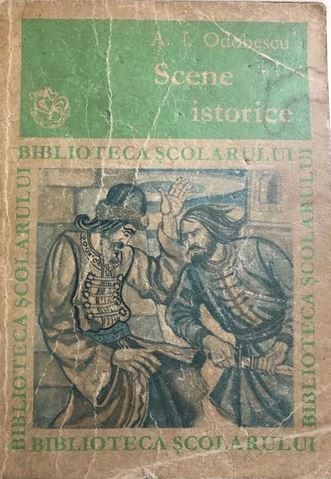 A. I. Odobescu
Scene
istorice
BIBLIOTECA ȘCOLARULUI
BIBLIOTECA ȘCOLARULUI
BIBLIOTECA ȘCOLARULUI
BIBLIOTECA ȘCOLARULUI